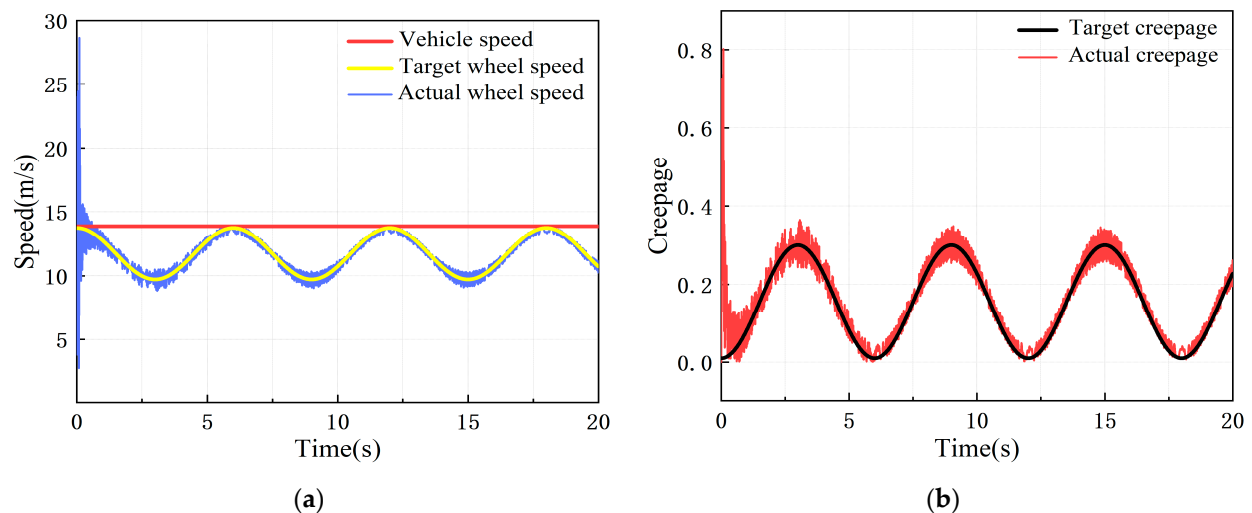 30
25
20
15
10
5
0
5
10
15
20
Speed(m/s)
Time(s)
Vehicle speed
Target wheel speed
Actual wheel speed
(a)
0.8
0.6
0.4
0.2
0.0
0
5
10
15
20
Creepage
Time(s)
Target creepage
Actual creepage
(b)